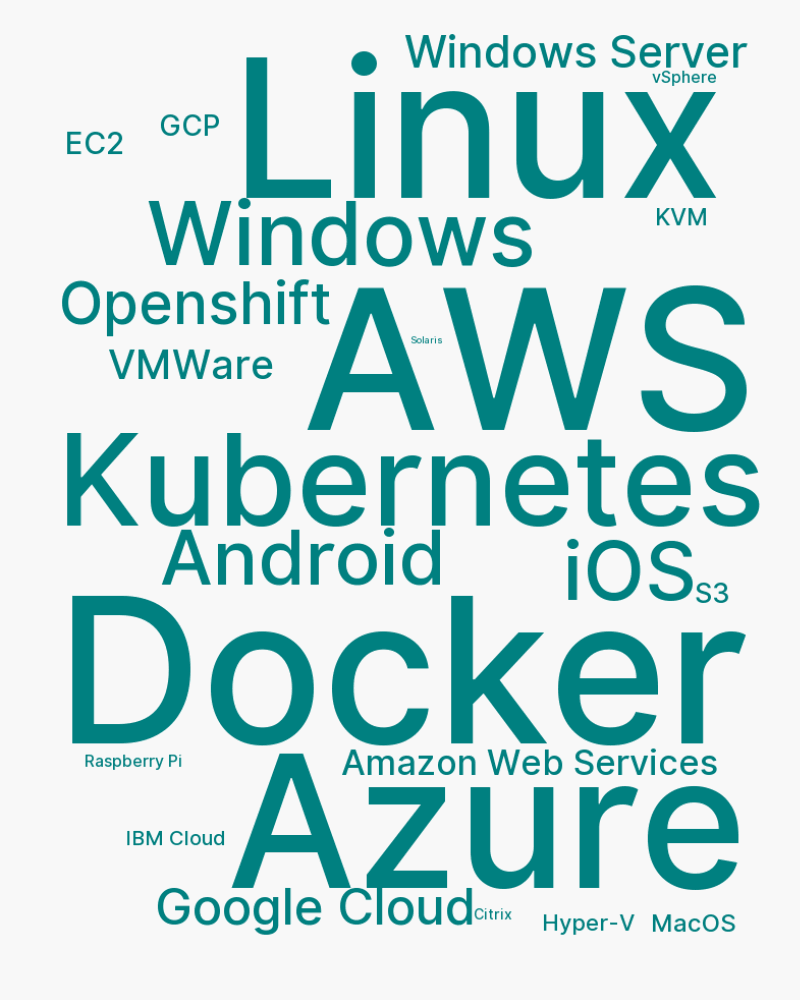 Windows Server
vSphere
Linux
GCP
EC2
KVM
Windows
Openshift
AWS
Solaris
VMWare
Kubernetes
Android
iOS
S3
Docker
Raspberry Pi
Amazon Web Services
Azure
IBM Cloud
Google Cloud
Citrix
Hyper-V
MacOS